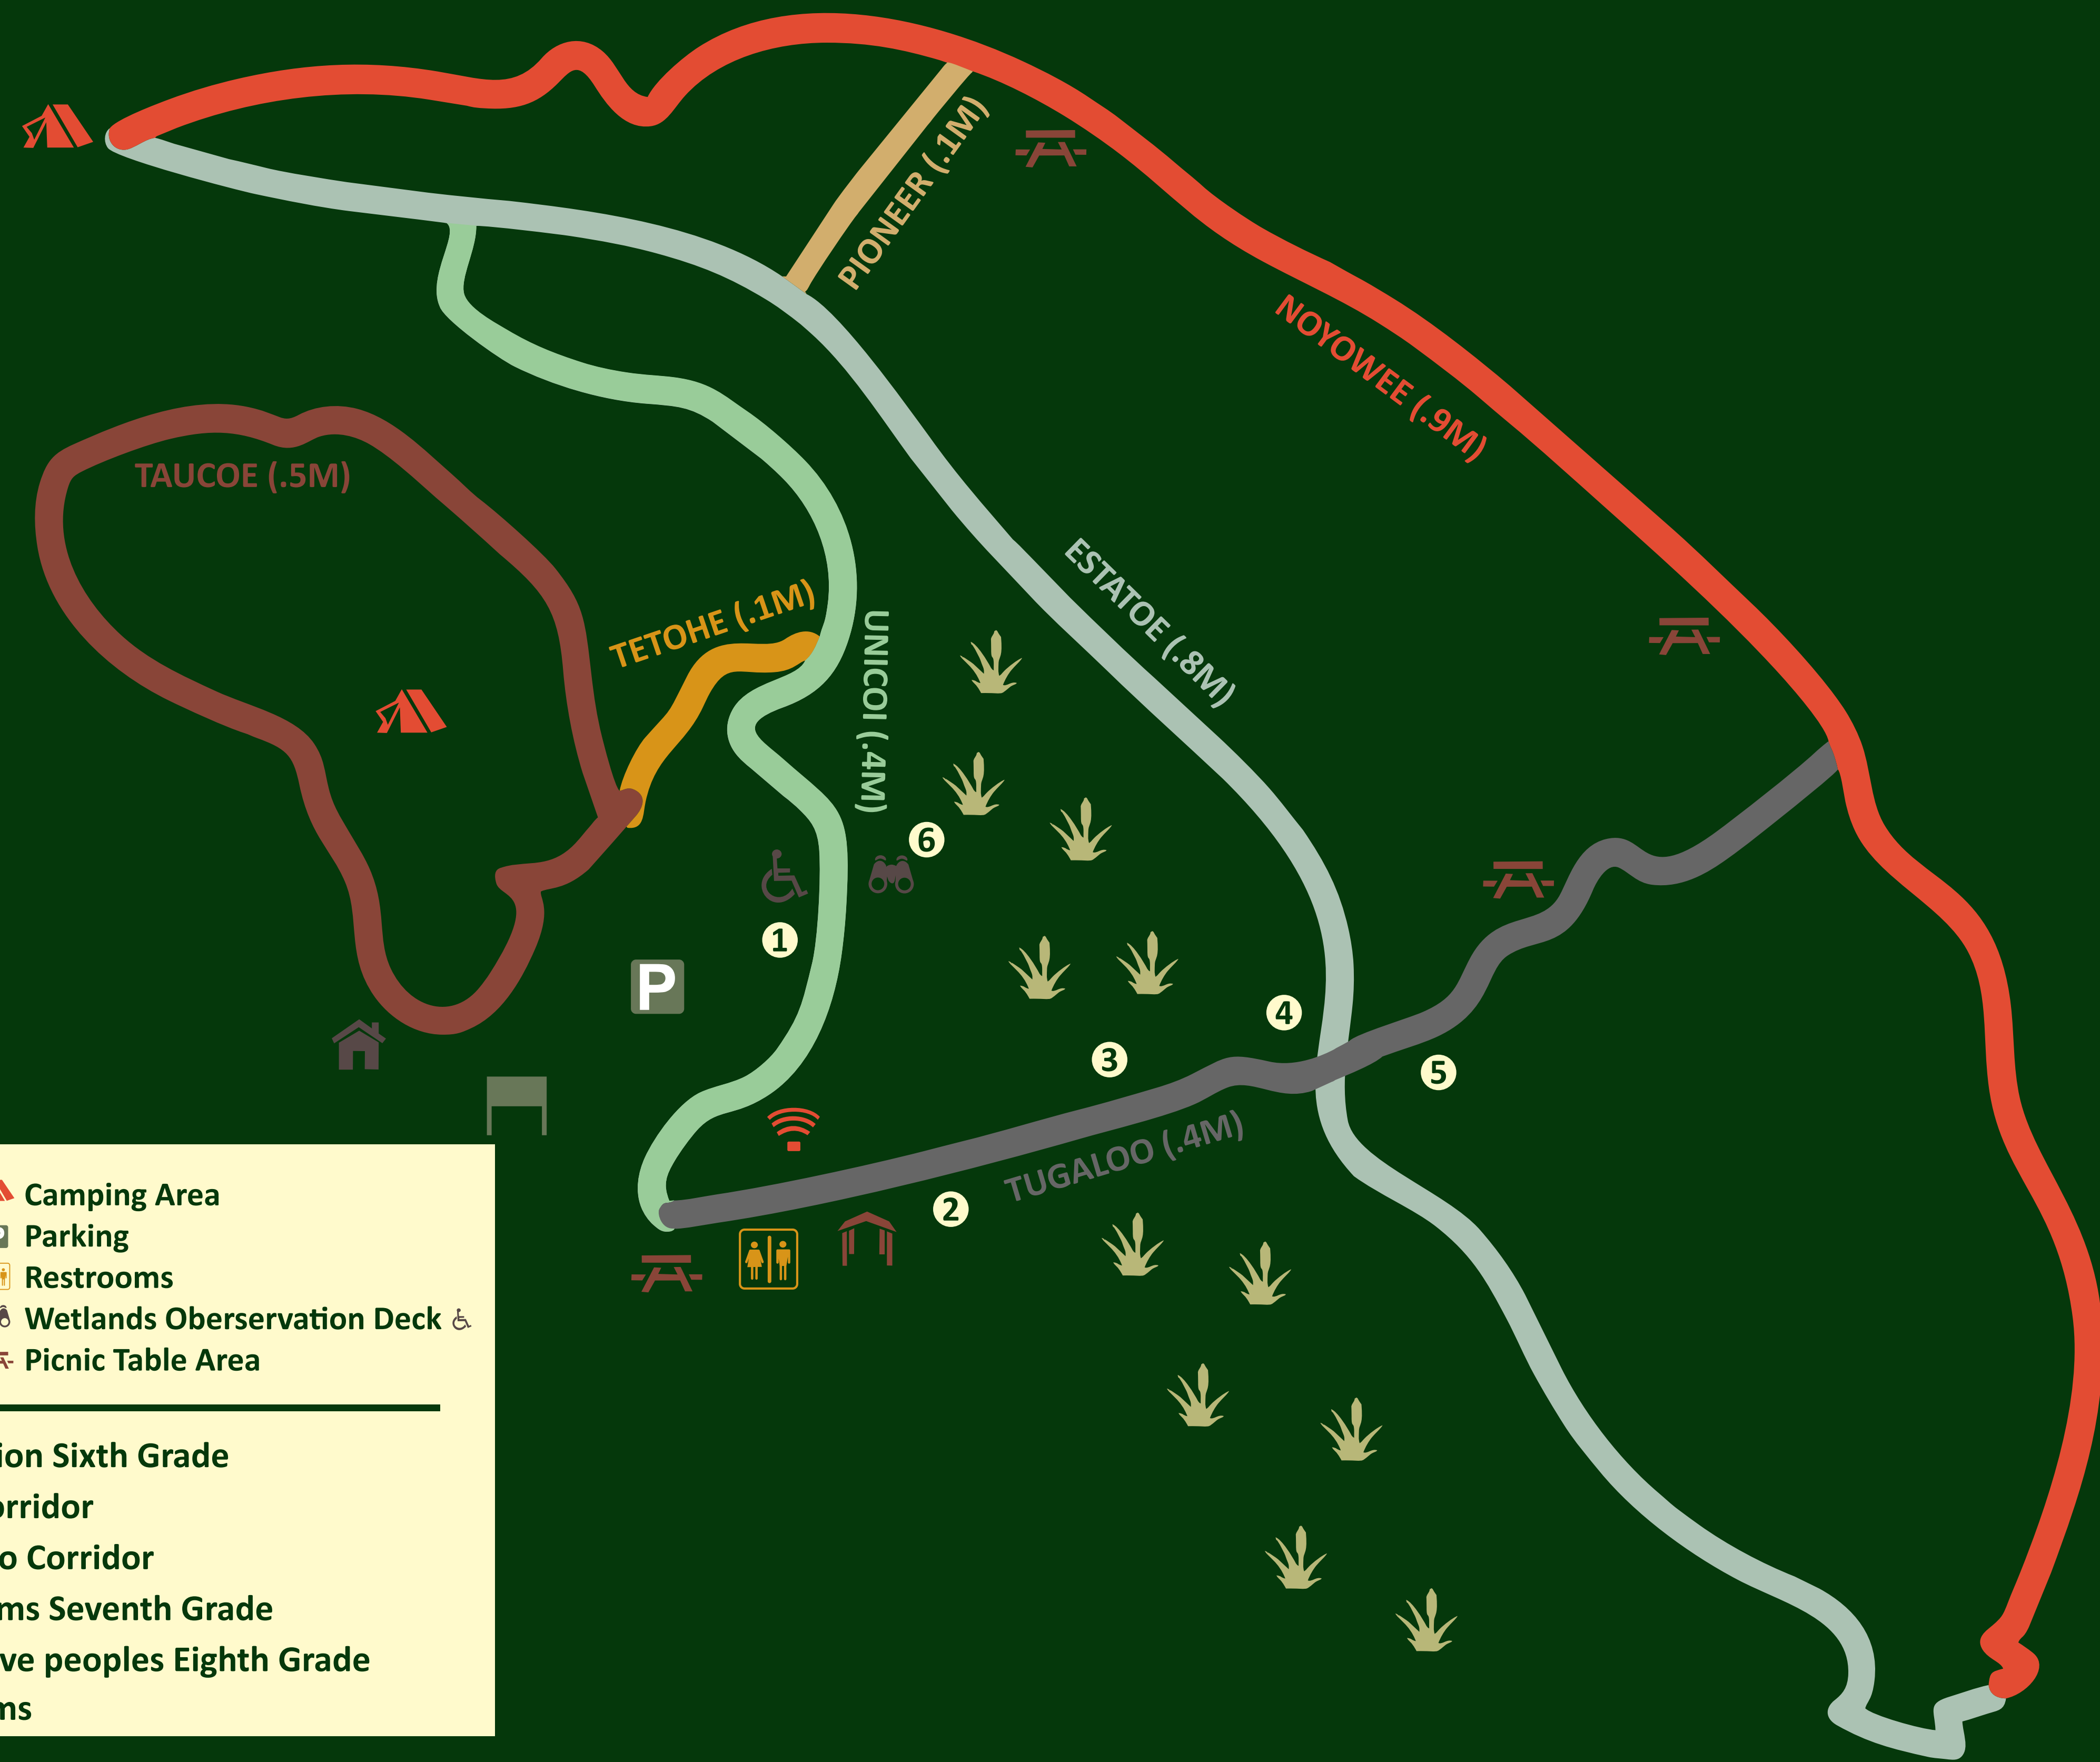 PIONEER (.1M)
NOYOWEE (.9M)
TAUCOE (.5M)
ESTATOE (.8M)
TETOHE (.1M)
UNICOI (.4M)
6
1
P
4
3
5
TUGALOO (.4M)
2
Camping Area
Parking
Restrooms
Wetlands Oberservation Deck
Picnic Table Area
ion Sixth Grade
orridor
o Corridor
ms Seventh Grade
ve peoples Eighth Grade
ms